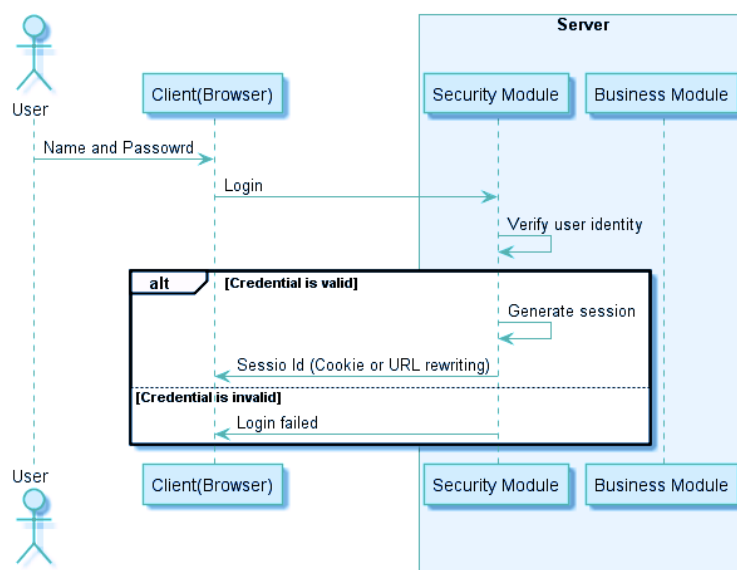 Server
User
Client(Browser)
Security Module
Business Module
Name and Passowrd
Login
Verify user identity
alt
[Credential is valid]
Generate session
Sessio Id (Cookie or URL rewriting)
[Credential is invalid]
Login failed
User
Client(Browser)
Security Module
Business Module